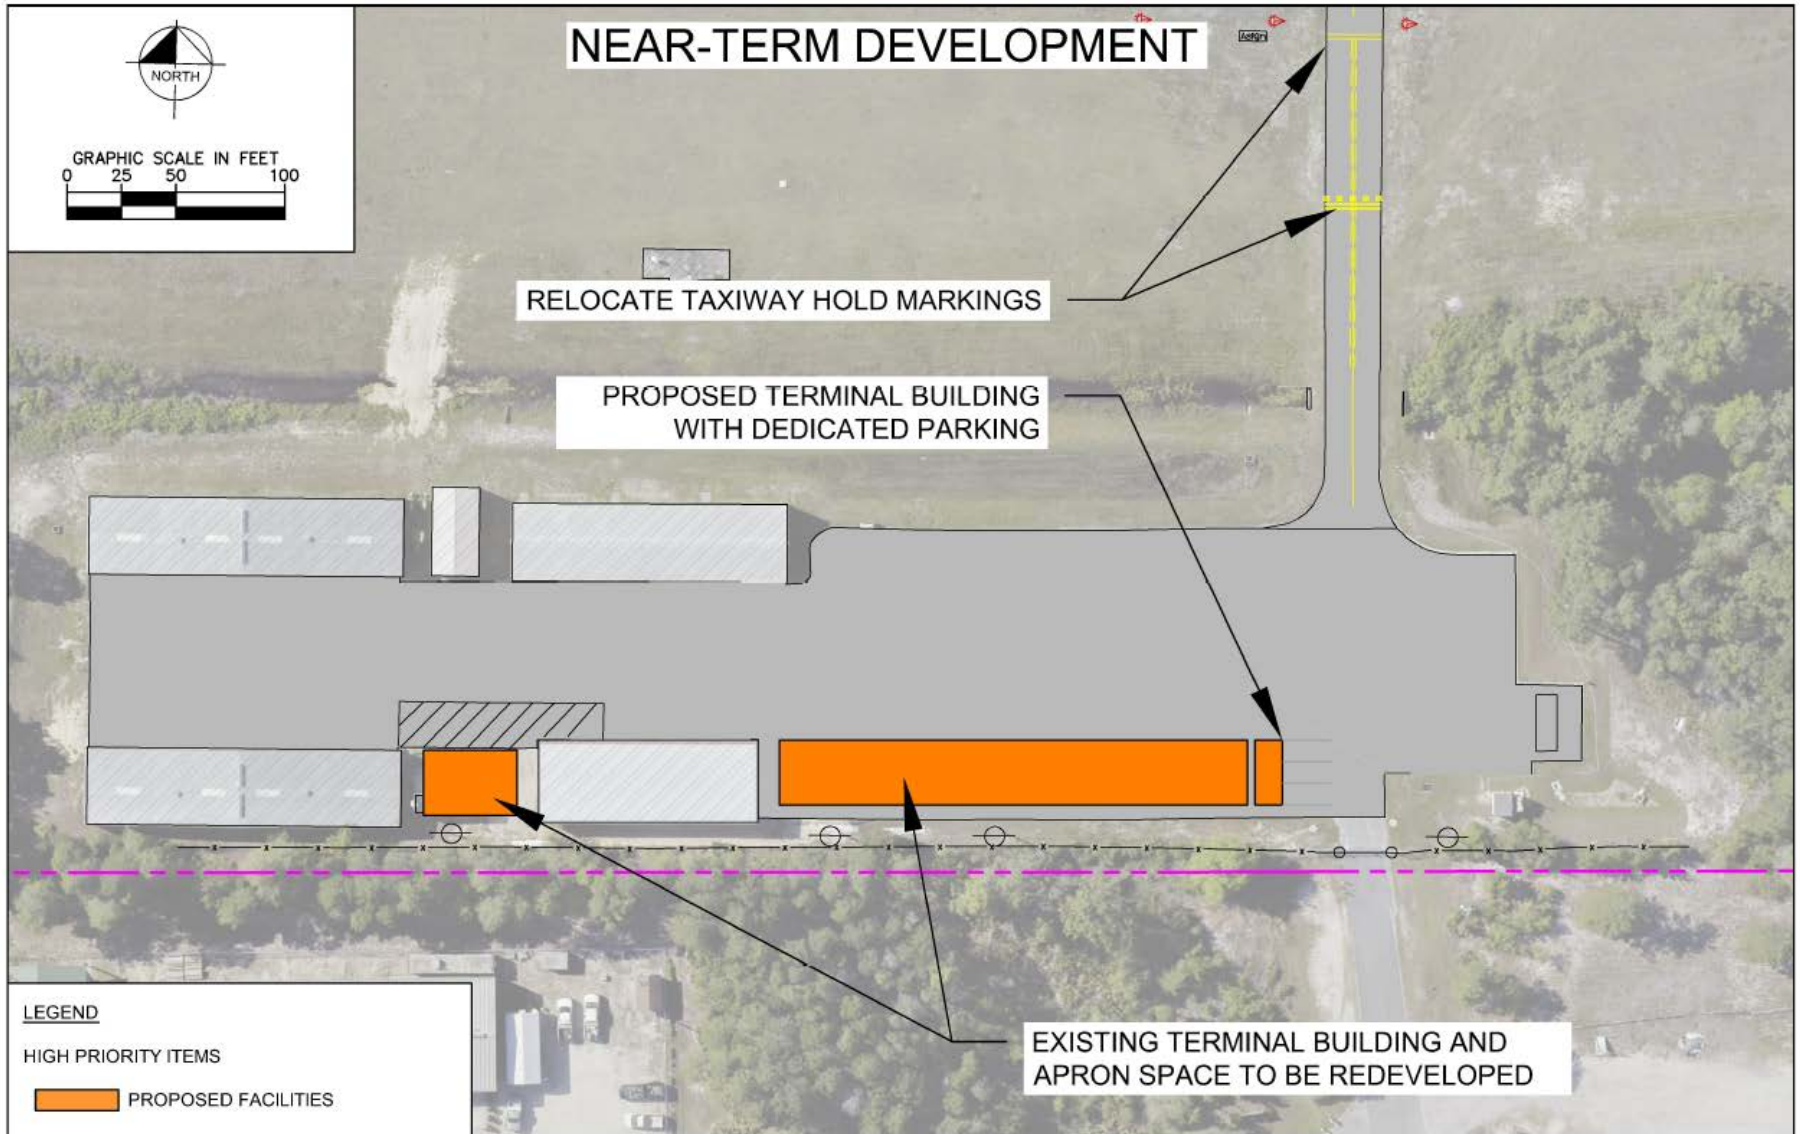 NEAR-TERM DEVELOPMENT
NORTH
GRAPHIC SCALE IN FEET
0 25 50 100
RELOCATE TAXIWAY HOLD MARKINGS
PROPOSED TERMINAL BUILDING
WITH DEDICATED PARKING
EXISTING TERMINAL BUILDING AND
APRON SPACE TO BE REDEVELOPED
LEGEND
HIGH PRIORITY ITEMS
PROPOSED FACILITIES